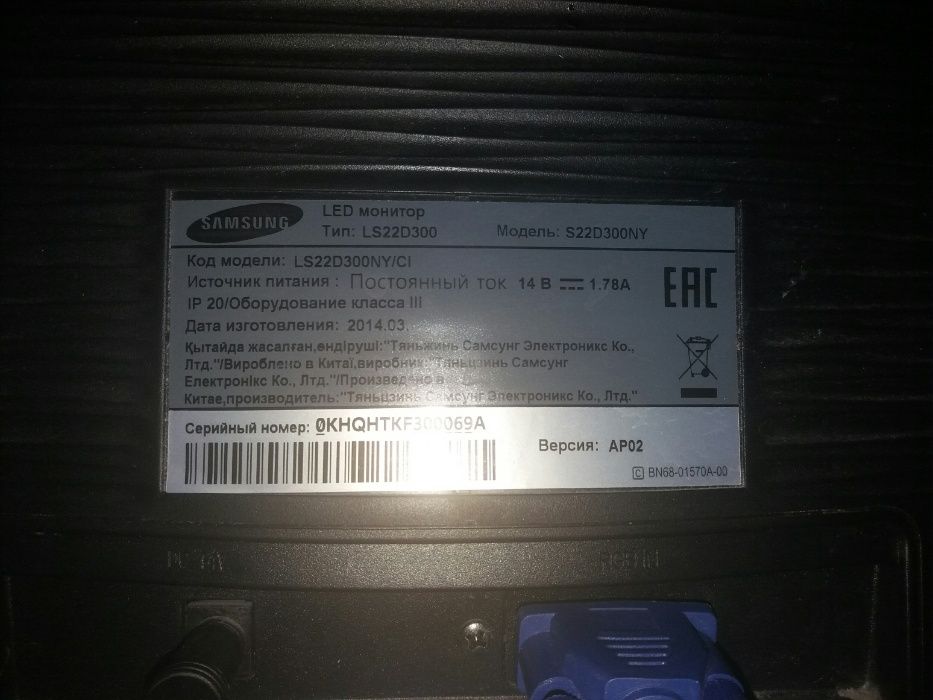 SAMSUNG
LED монитор
Тип: LS22D300 Модель: S22D300NY
Код модели: LS22D300NY/CI
Источник питания : Постоянный ток 14 В 1.78A
IP 20/Оборудование класса III
EAC
Дата изготовления: 2014.03.
Қытайда жасалған,өндіруші:"Тяньжинь Самсунг Электроникс Ко.,
Лтд."/Вироблено в Китаї,виробник:"Тяньцзинь Самсунг
Електронікс Ко., Лтд."/Произведено в
Китае,производитель:"Тяньцзинь Самсунг Электроникс Ко., Лтд."
Серийный номер: 0KHQHTKF300069A
Версия: AP02
C BN68-01570A-00